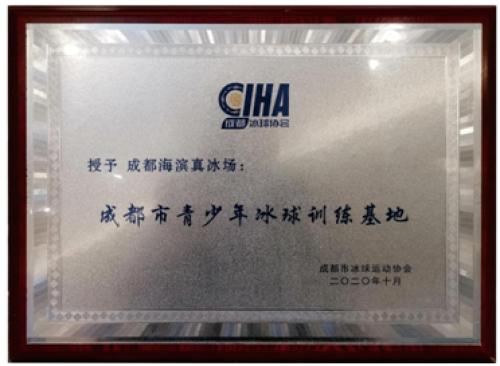 CIHA
成都 冰球协会
授予 成都海滨真冰场:
成都市青少年冰球训练基地
成都市冰球运动协会
二〇二〇年十月